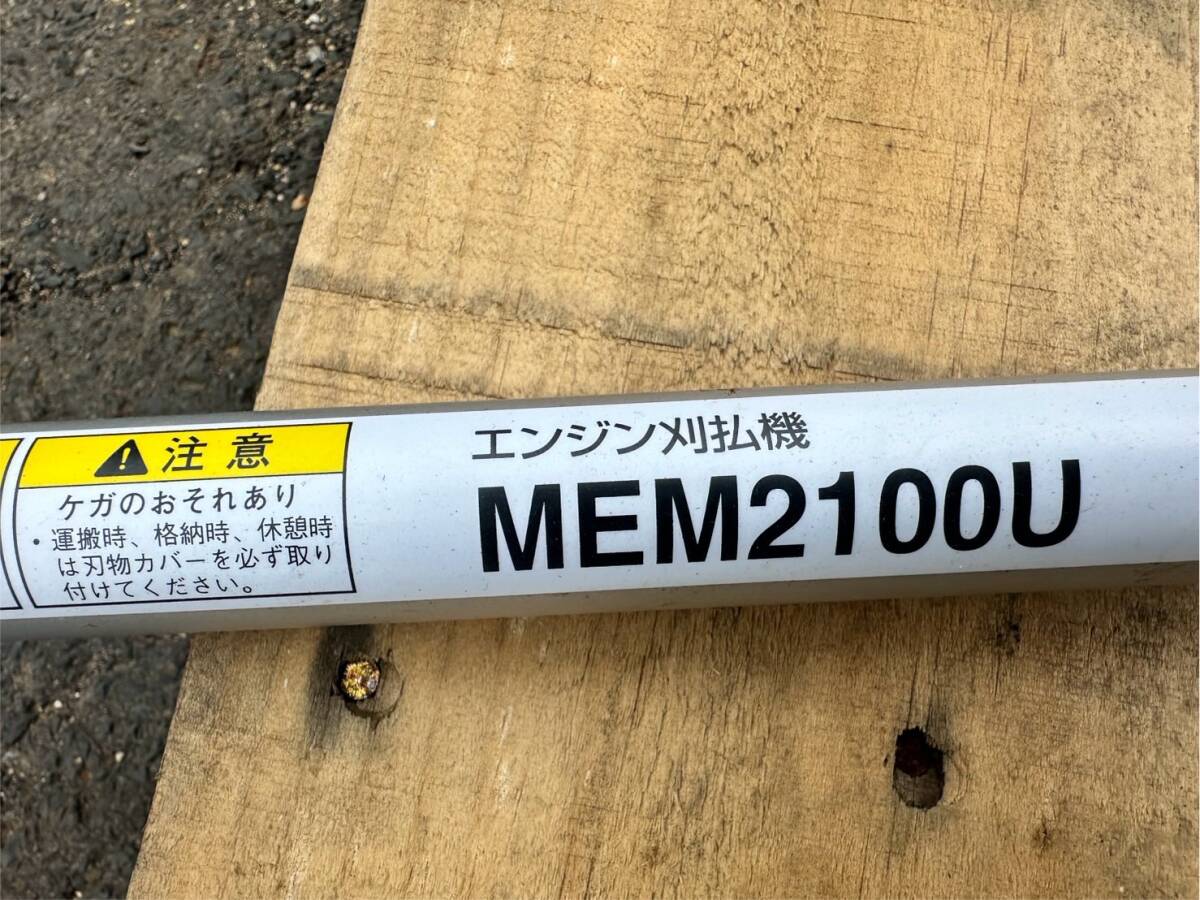 注意
ケガのおそれあり
・運搬時、格納時、休憩時
は刃物カバーを必ず取り
付けてください。
エンジン刈払機
MEM2100U